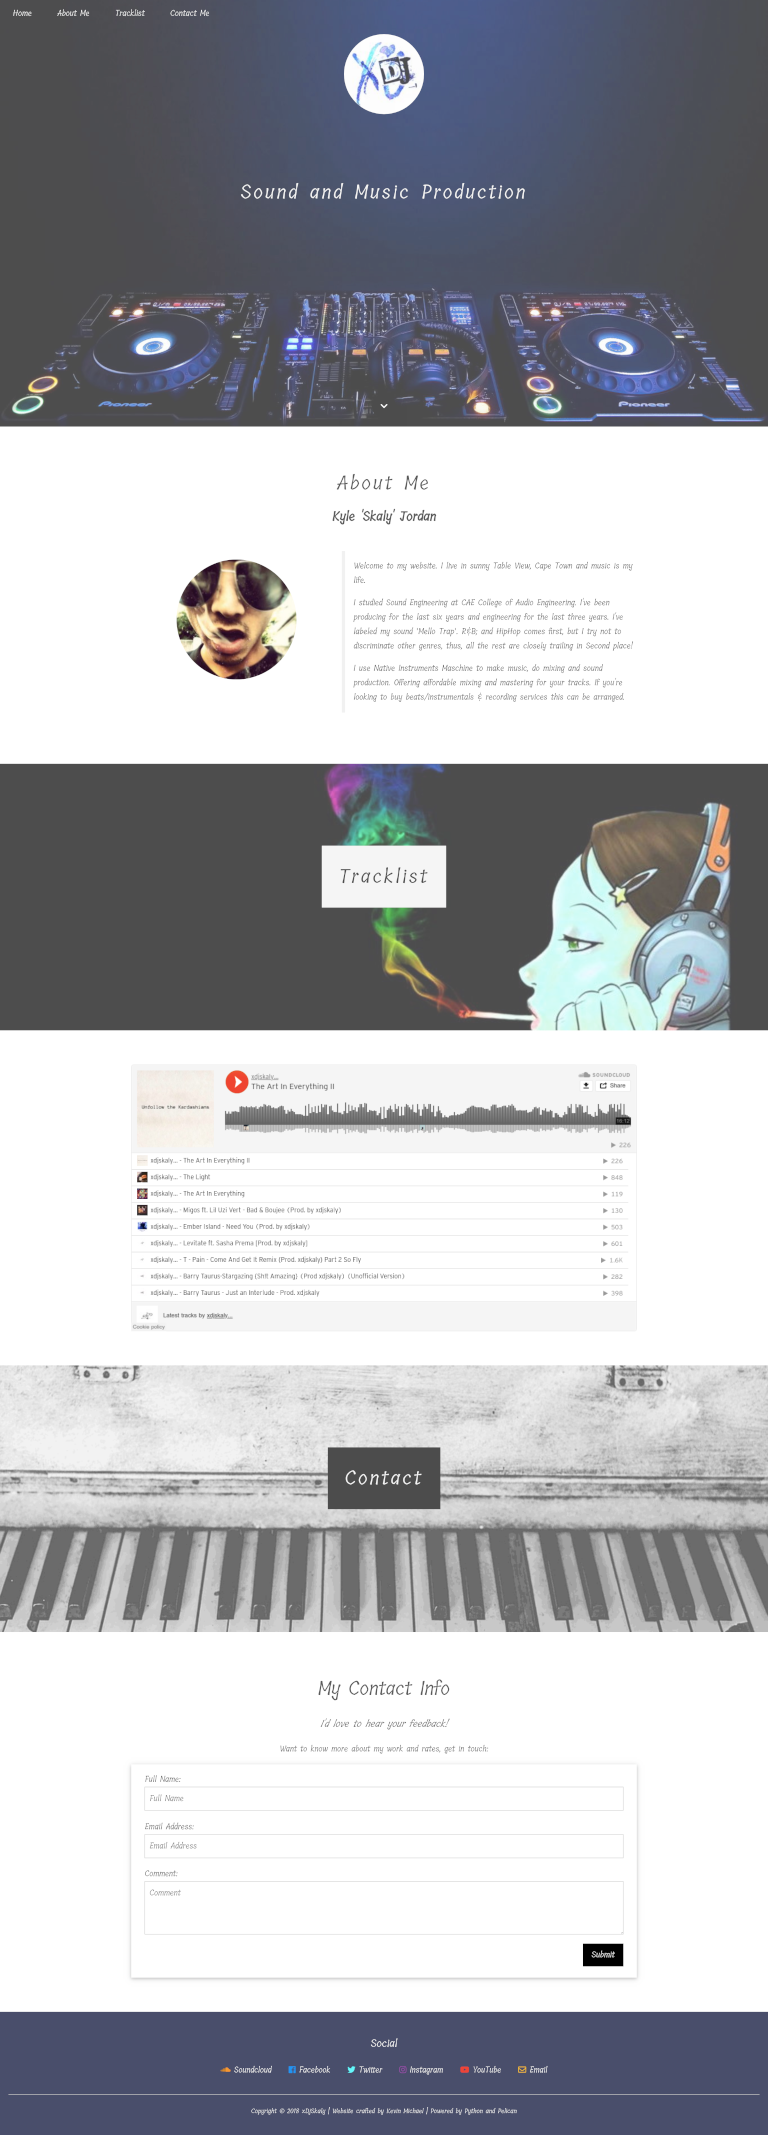 Home About Me Tracklist Contact Me
DJ
Sound and Music Production
Pioneer Pioneer
About Me
Kyle 'Skaly' Jordan
Welcome to my website. I live in sunny Table View, Cape Town and music is my
life.
I studied Sound Engineering at CAE College of Audio Engineering. I've been
producing for the last six years and engineering for the last three years. I've
labeled my sound 'Mello Trap'. R&B, and HipHop comes first, but I try not to
discriminate other genres, thus, all the rest are closely trailing in Second place!
I use Native Instruments Maschine to make music, do mixing and sound
production. Offering affordable mixing and mastering for your tracks. If you're
looking to buy beats/instrumentals & recording services this can be arranged.
Tracklist
Unfollow the Kardashians
xdjskaly...
The Art In Everything II
SOUNDCLOUD
Share
10:12
226
xdjskaly... - The Art In Everything II 226
xdjskaly... - The Light 848
xdjskaly... - The Art In Everything 119
xdjskaly... - Migos ft. Lil Uzi Vert - Bad & Boujee (Prod. by xdjskaly) 130
xdjskaly... - Ember Island - Need You (Prod. by xdjskaly) 503
xdjskaly... - Levitate ft. Sasha Prema [Prod. by xdjskaly] 601
xdjskaly... - T - Pain - Come And Get It Remix (Prod. xdjskaly) Part 2 So Fly 1.6K
xdjskaly... - Barry Taurus-Stargazing (Sh!t Amazing) (Prod xdjskaly) (Unofficial Version) 282
xdjskaly... - Barry Taurus - Just an Interlude - Prod. xdjskaly 398
Latest tracks by xdjskaly...
Cookie policy
Contact
My Contact Info
I'd love to hear your feedback!
Want to know more about my work and rates, get in touch:
Full Name:
Full Name
Email Address:
Email Address
Comment:
Comment
Submit
Social
Soundcloud Facebook Twitter Instagram YouTube Email
Copyright © 2018 xDJSkaly | Website crafted by Kevin Michael | Powered by Python and Pelican